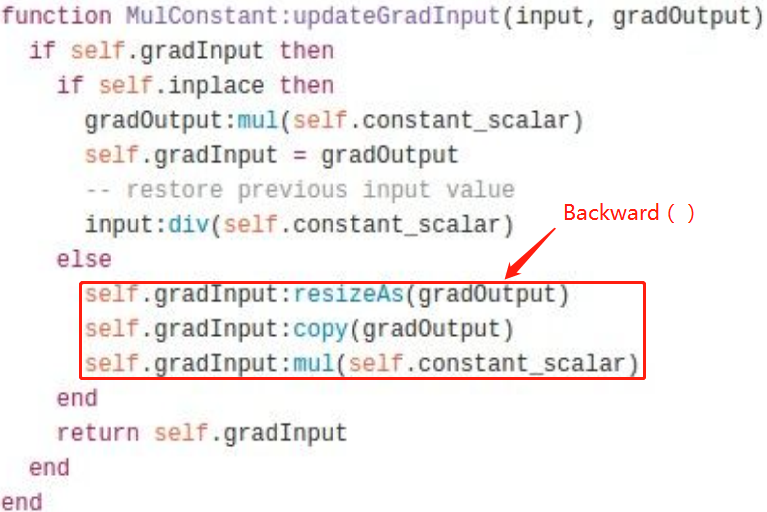 function MulConstant:updateGradInput(input, gradOutput)
  if self.gradInput then
    if self.inplace then
      gradOutput:mul(self.constant_scalar)
      self.gradInput = gradOutput
      -- restore previous input value
      input:div(self.constant_scalar)
Backward ( )
    else
      self.gradInput:resizeAs(gradOutput)
      self.gradInput:copy(gradOutput)
      self.gradInput:mul(self.constant_scalar)
    end
    return self.gradInput
  end
end